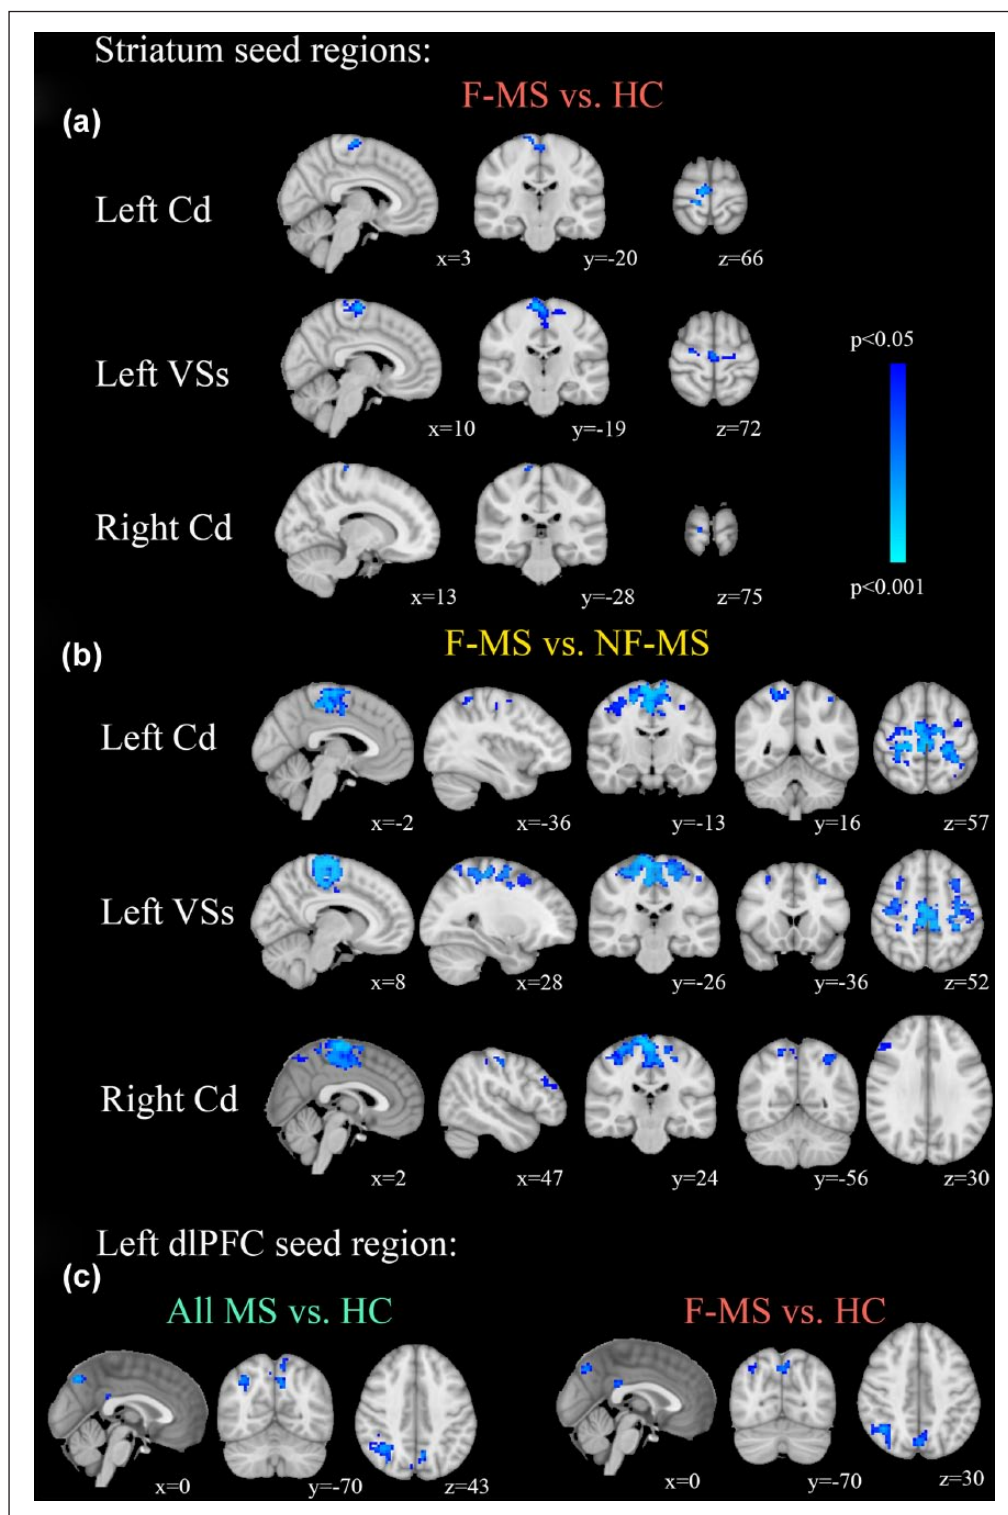 Striatum seed regions:
F-MS vs. HC
(a)
Left Cd
x=3 y=-20 z=66
Left VSs
x=10 y=-19 z=72
Right Cd
x=13 y=-28 z=75
p<0.05
p<0.001
(b)
F-MS vs. NF-MS
Left Cd
x=-2 x=-36 y=-13 y=16 z=57
Left VSs
x=8 x=28 y=-26 y=-36 z=52
Right Cd
x=2 x=47 y=24 y=-56 z=30
Left dlPFC seed region:
(c)
All MS vs. HC
F-MS vs. HC
x=0 y=-70 z=43
x=0 y=-70 z=30